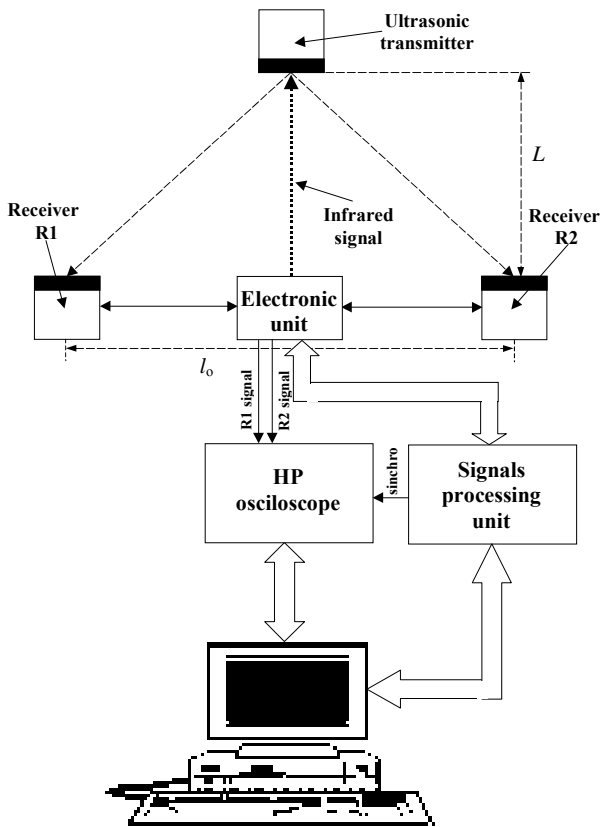 Ultrasonic
transmitter
L
Receiver
R1
Infrared
signal
Receiver
R2
Electronic
unit
lo
R1 signal
R2 signal
HP
osciloscope
sinchro
Signals
processing
unit